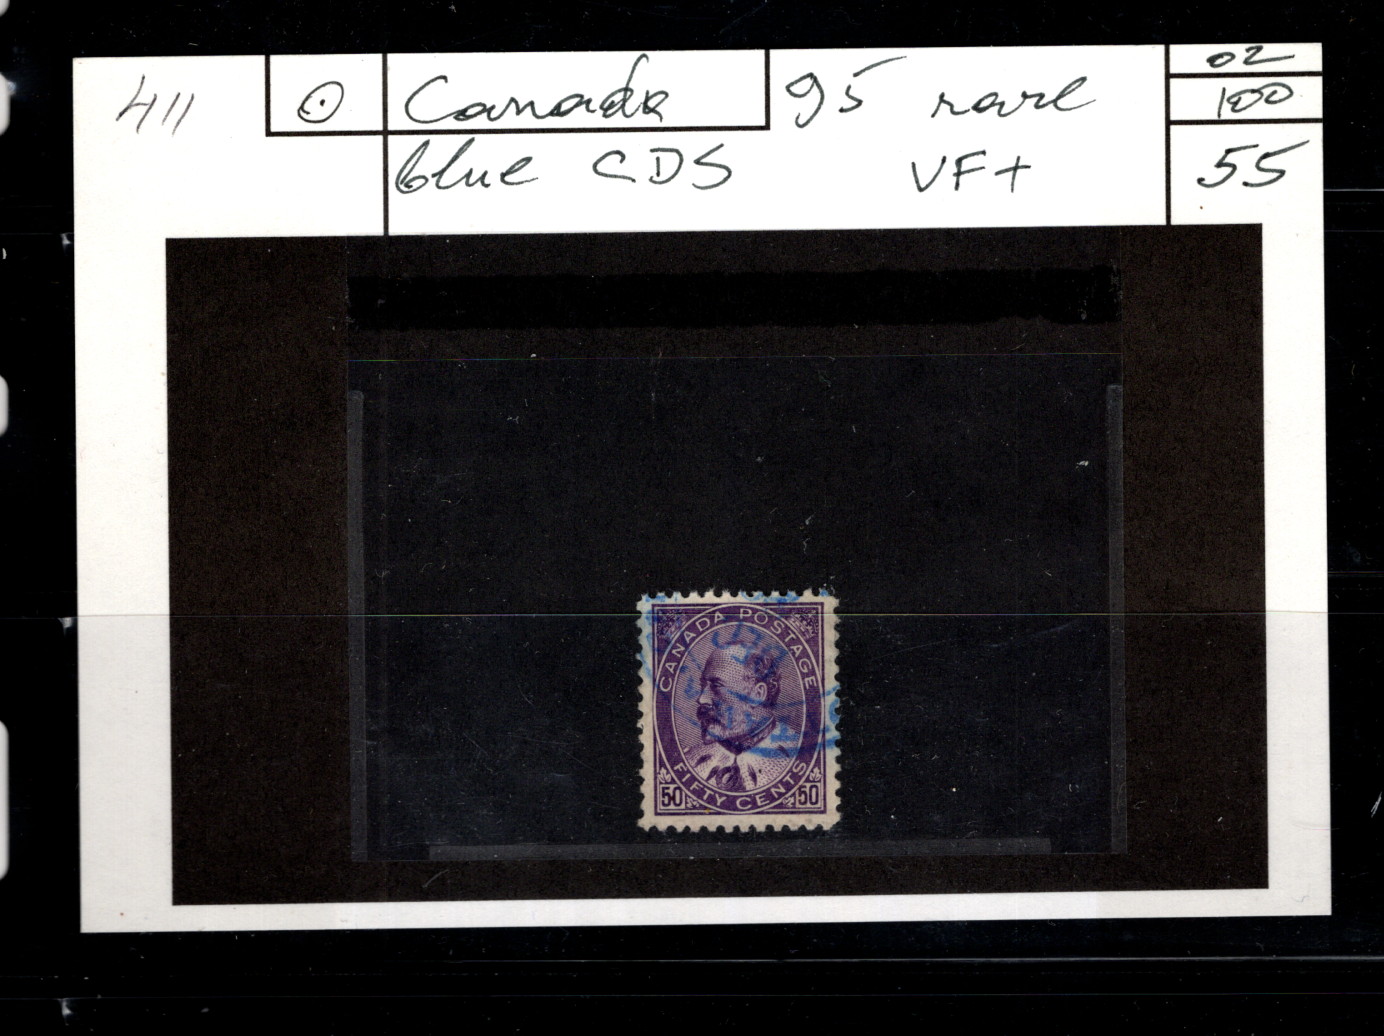 411 Canada 95 rare 02
100
blue CDS VF+ 55
CANADA POSTAGE
FIFTY CENTS
50 50